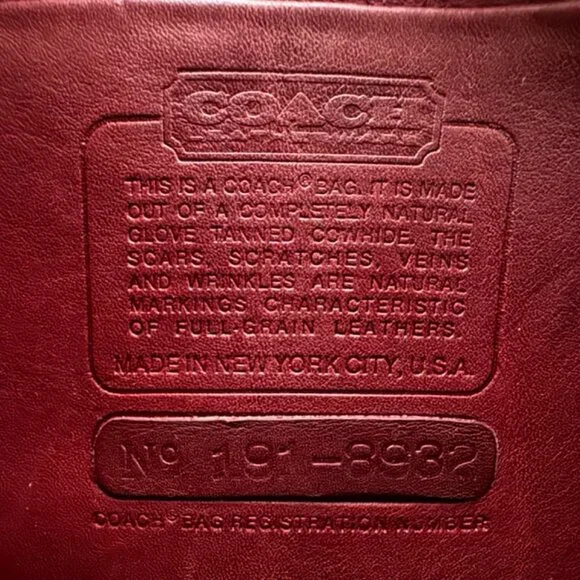 COACH
THIS IS A COACH® BAG. IT IS MADE
OUT OF A COMPLETELY NATURAL
GLOVE TANNED COWHIDE. THE
SCARS, SCRATCHES, VEINS
AND WRINKLES ARE NATURAL
MARKINGS CHARACTERISTIC
OF FULL-GRAIN LEATHERS.
MADE IN NEW YORK CITY, U.S.A.
Nº 191-8932
COACH® BAG REGISTRATION NUMBER